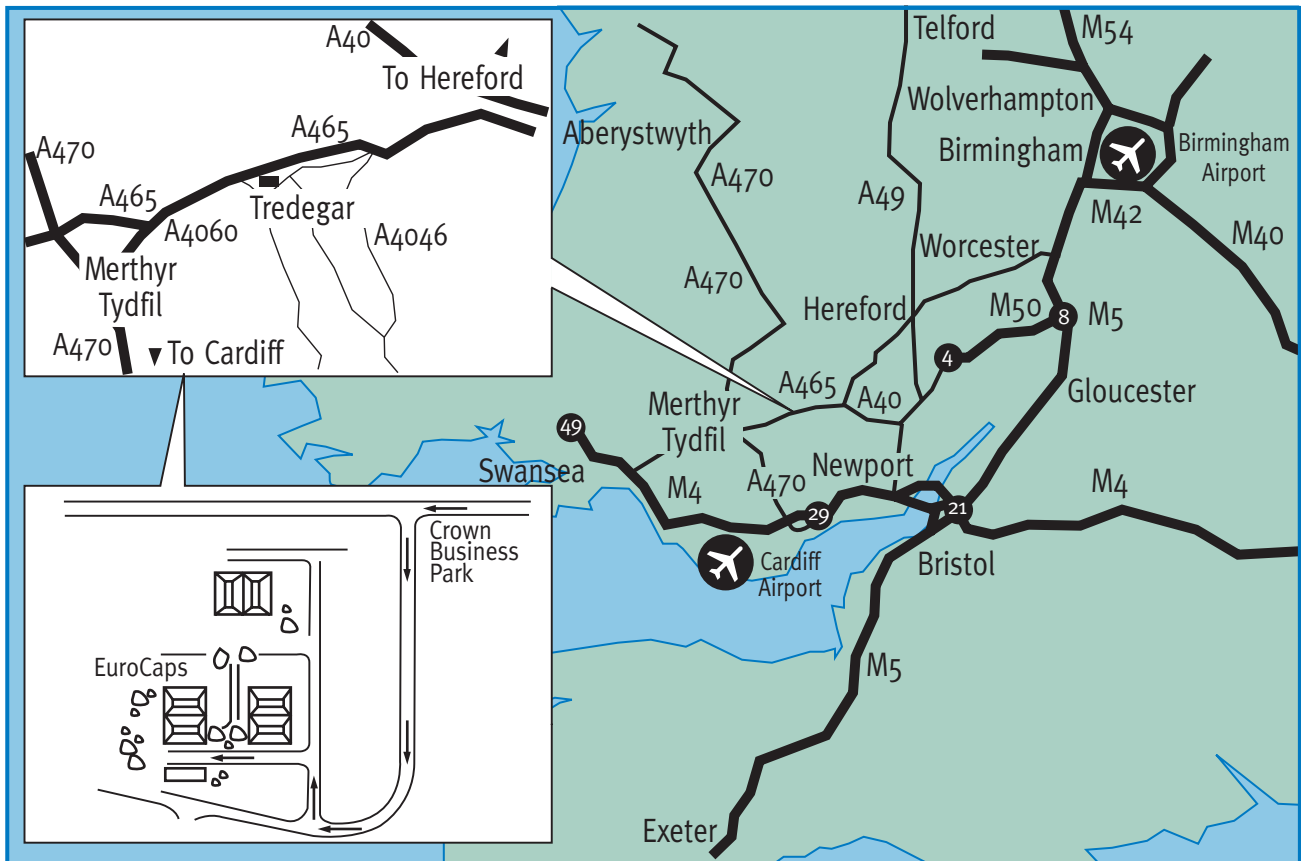 A40
To Hereford
A465
A470
A465
A4060
Tredegar
A4046
Merthyr
Tydfil
A470
To Cardiff
Telford
M54
Wolverhampton
Birmingham
Birmingham
Airport
Aberystwyth
A470
A49
M42
M40
Worcester
A470
Hereford
M50
8
M5
4
A465
A40
Gloucester
Merthyr
Tydfil
49
Swansea
Newport
M4
A470
29
21
M4
Cardiff
Airport
Bristol
M5
Exeter
Crown
Business
Park
EuroCaps